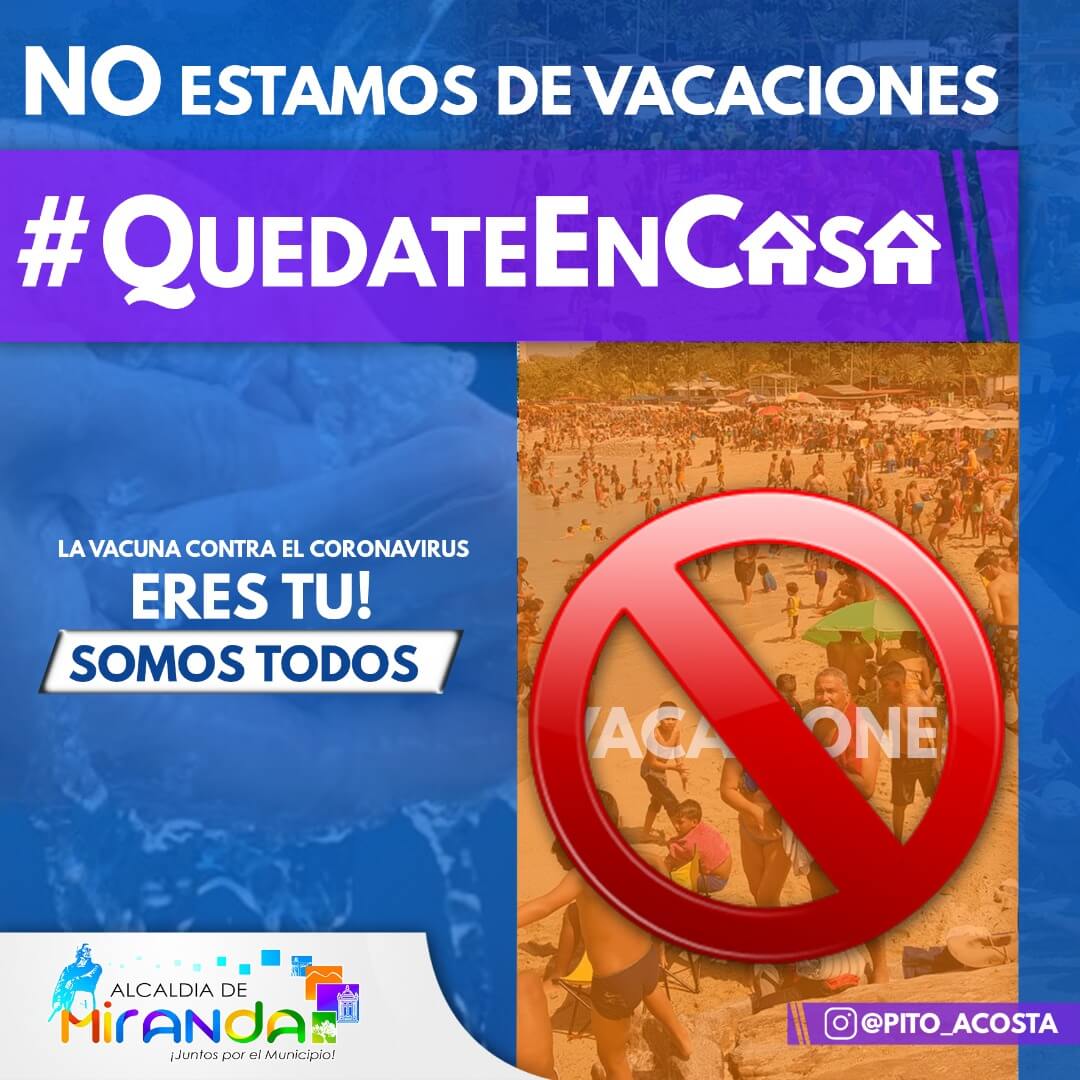 NO ESTAMOS DE VACACIONES
#QUEDATEENCASA
LA VACUNA CONTRA EL CORONAVIRUS
ERES TU!
SOMOS TODOS
VACACIONE
ALCALDIA DE
MiRANDA
¡Juntos por el Municipio!
@PITO_ACOSTA